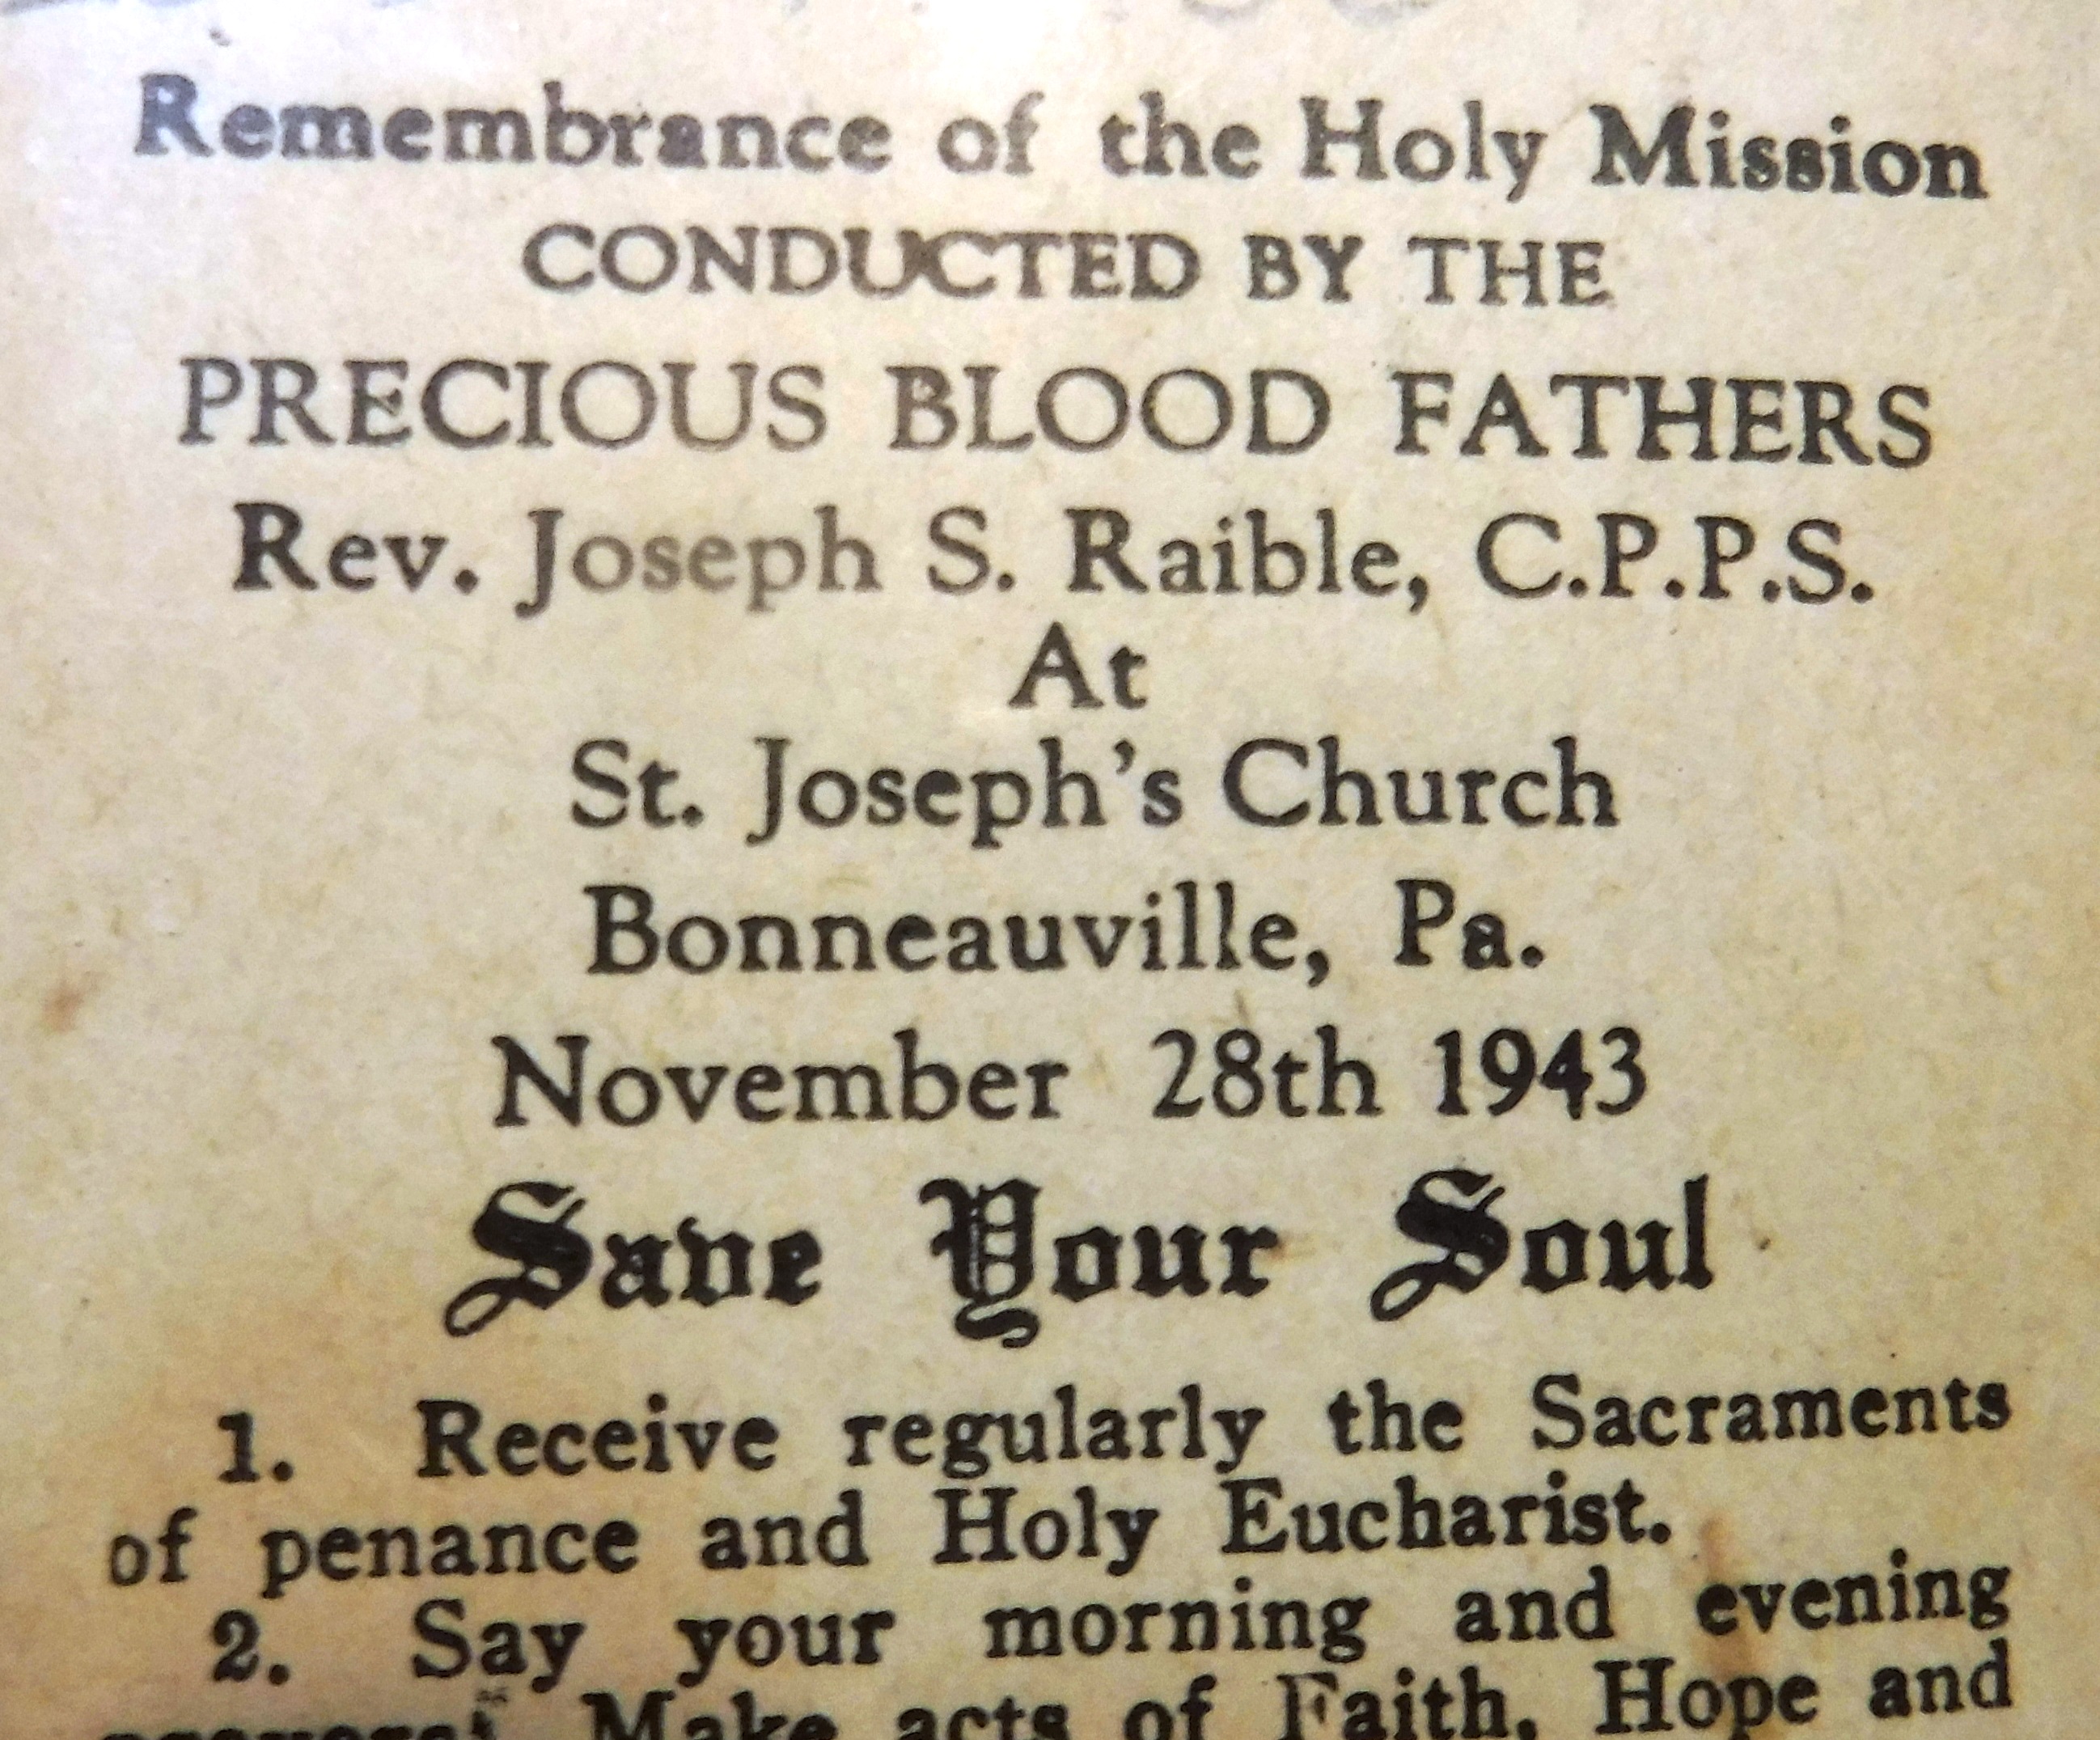 Remembrance of the Holy Mission
CONDUCTED BY THE
PRECIOUS BLOOD FATHERS
Rev. Joseph S. Raible, C.P.P.S.
At
St. Joseph's Church
Bonneauville, Pa.
November 28th 1943
Save Your Soul
1. Receive regularly the Sacraments
of penance and Holy Eucharist.
2. Say your morning and evening
Make acts of Faith, Hope and